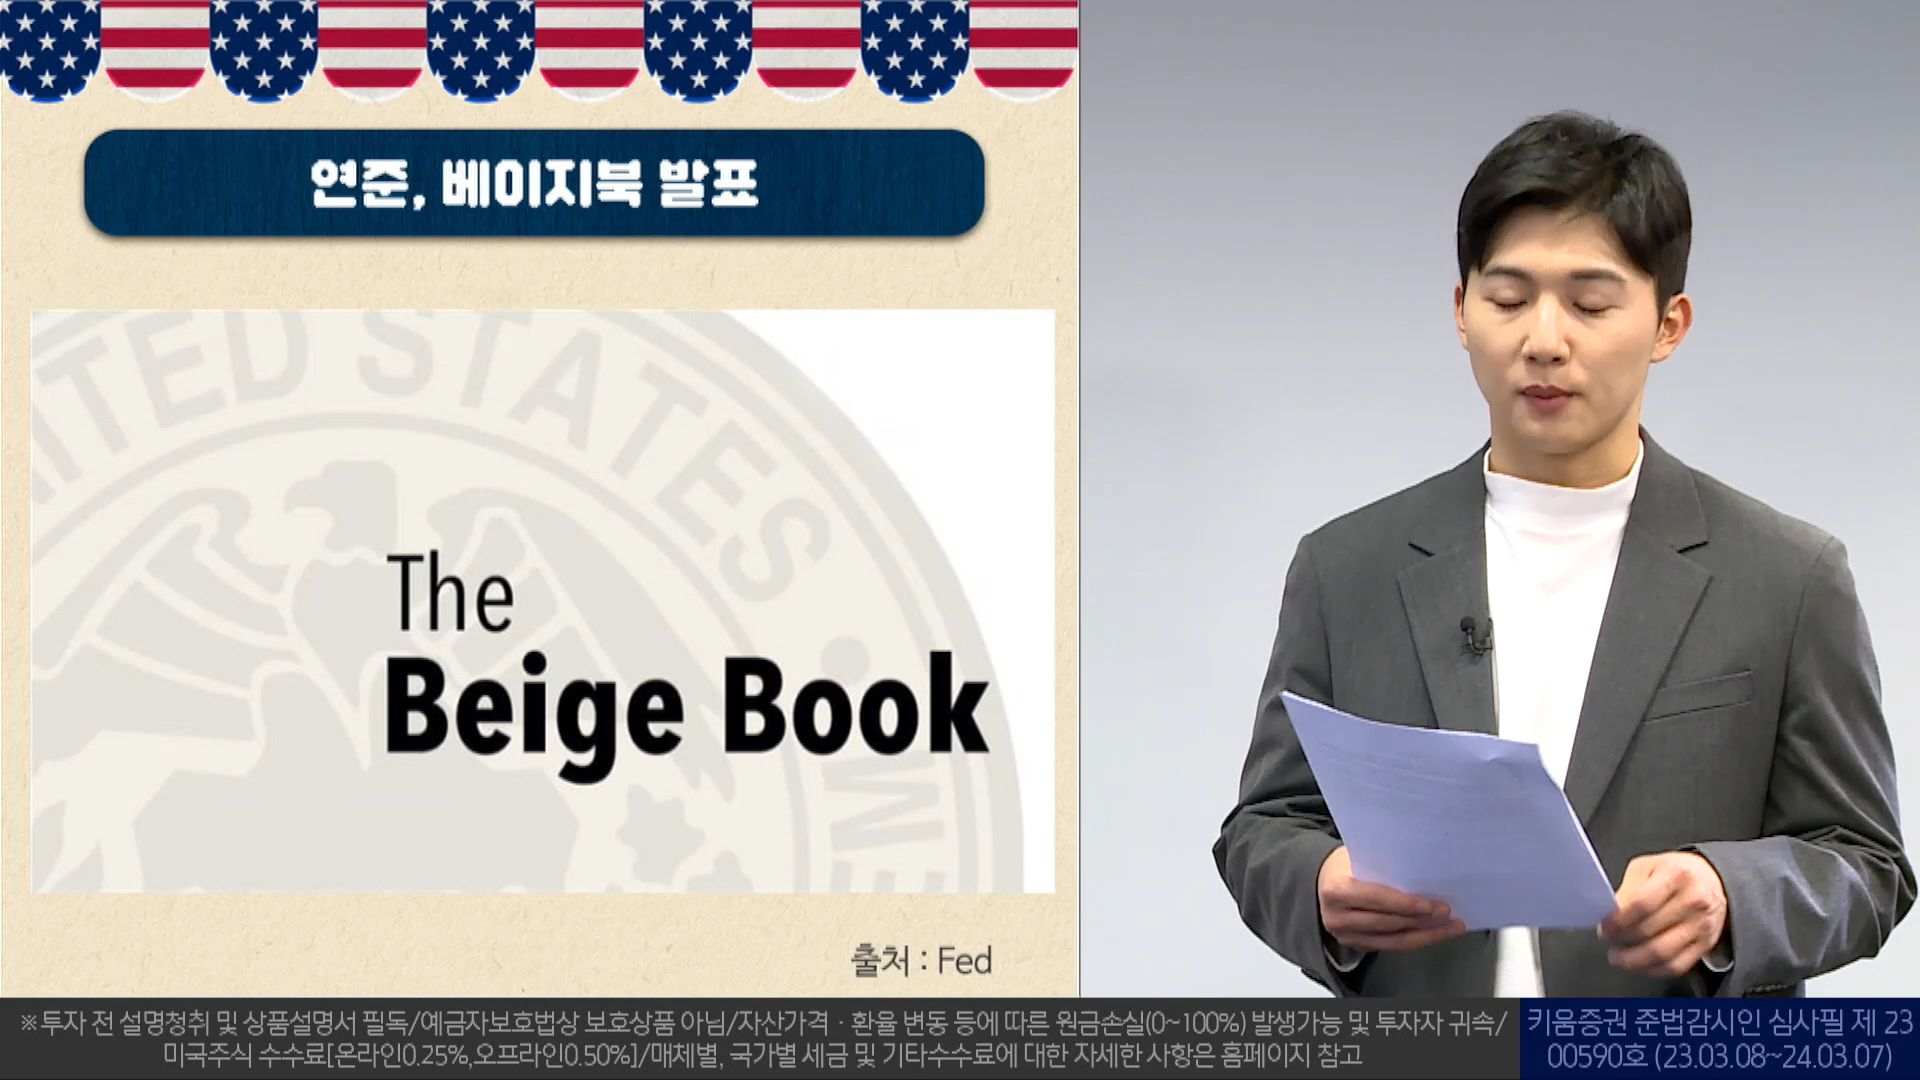 연준, 베이지북 발표
UNITED STATES
The
Beige Book
출처 : Fed
※투자 전 설명청취 및 상품설명서 필독/예금자보호법상 보호상품 아님/자산가격 · 환율 변동 등에 따른 원금손실(0~100%) 발생가능 및 투자자 귀속/
미국주식 수수료[온라인0.25%,오프라인0.50%]/매체별, 국가별 세금 및 기타수수료에 대한 자세한 사항은 홈페이지 참고
키움증권 준법감시인 심사필 제 23
00590호 (23.03.08~24.03.07)